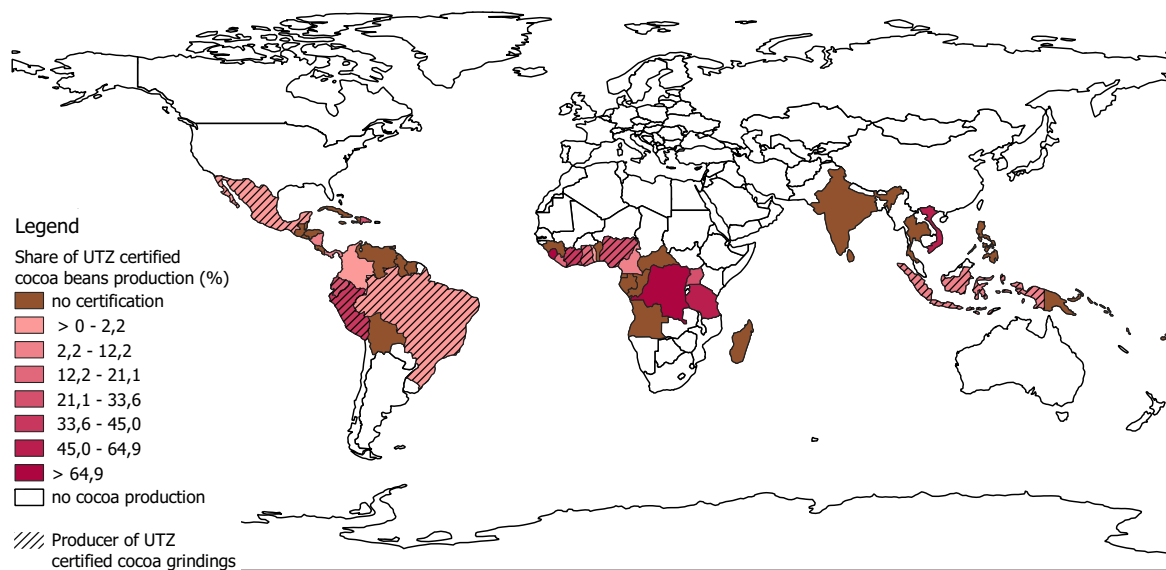 Legend
Share of UTZ certified
cocoa beans production (%)
no certification
> 0 - 2,2
2,2 - 12,2
12,2 - 21,1
21,1 - 33,6
33,6 - 45,0
45,0 - 64,9
> 64,9
no cocoa production
Producer of UTZ
certified cocoa grindings